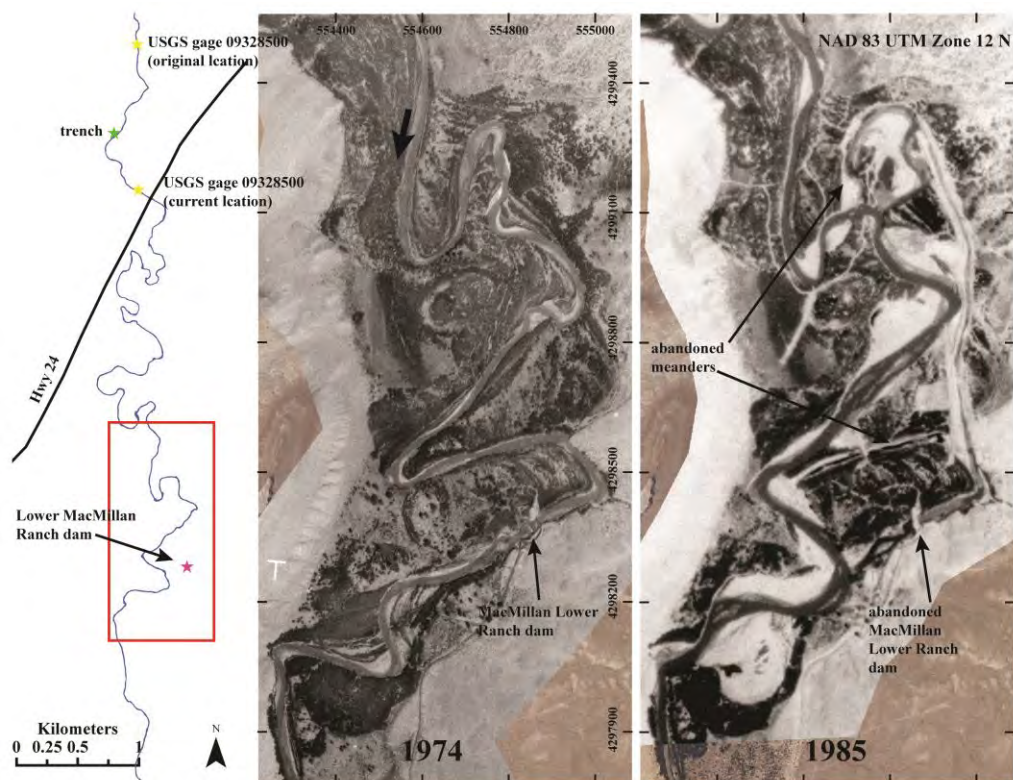 USGS gage 09328500
(original lcation)
trench
USGS gage 09328500
(current lcation)
Hwy 24
Lower MacMillan
Ranch dam
Kilometers
0 0.25 0.5 1
N
554400 554600 554800 555000
4299400
4299100
4298800
4298500
4298200
4297900
MacMillan Lower
Ranch dam
1974
NAD 83 UTM Zone 12 N
abandoned
meanders
abandoned
MacMillan
Lower Ranch
dam
1985